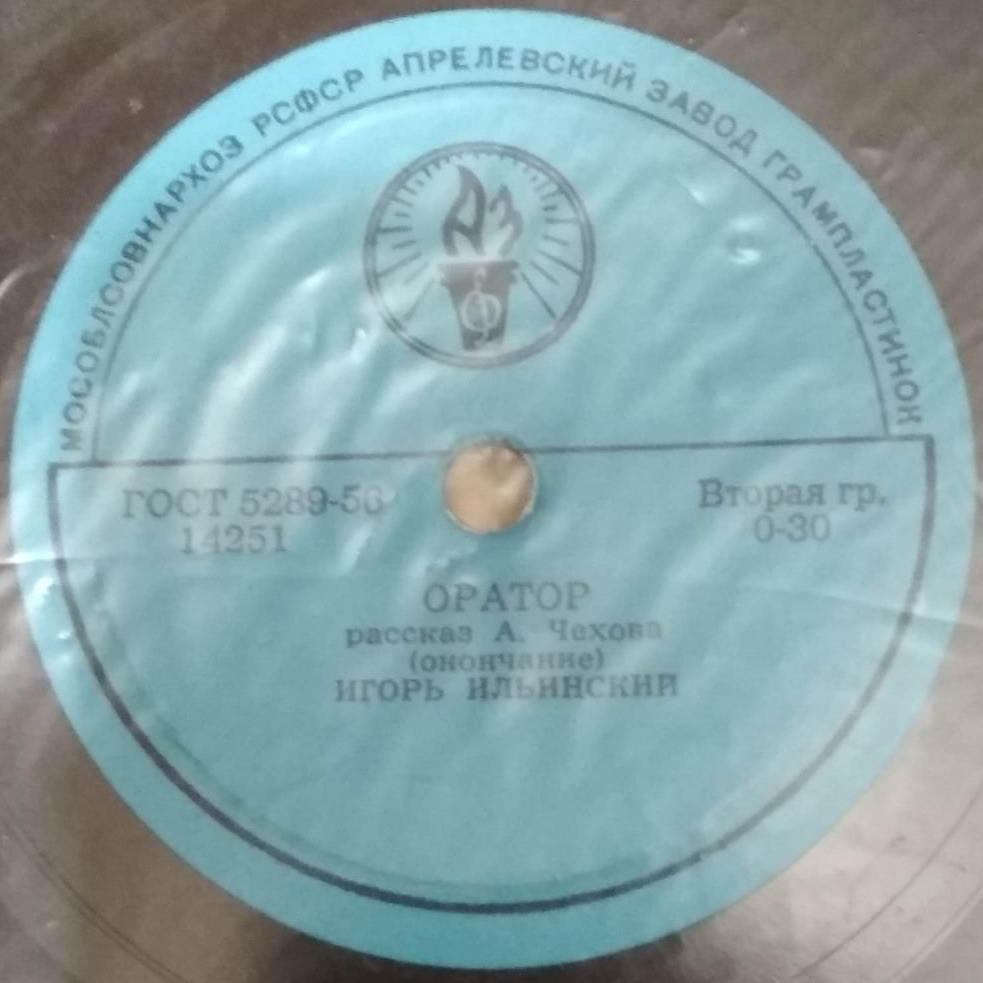 МОСОБЛСОВНАРХОЗ РСФСР АПРЕЛЕВСКИЙ ЗАВОД ГРАМПЛАСТИНОК
АЗ
Ф
ГОСТ 5289-56
14251
Вторая гр.
0-30
ОРАТОР
рассказ А. Чехова
(окончание)
ИГОРЬ ИЛЬИНСКИЙ